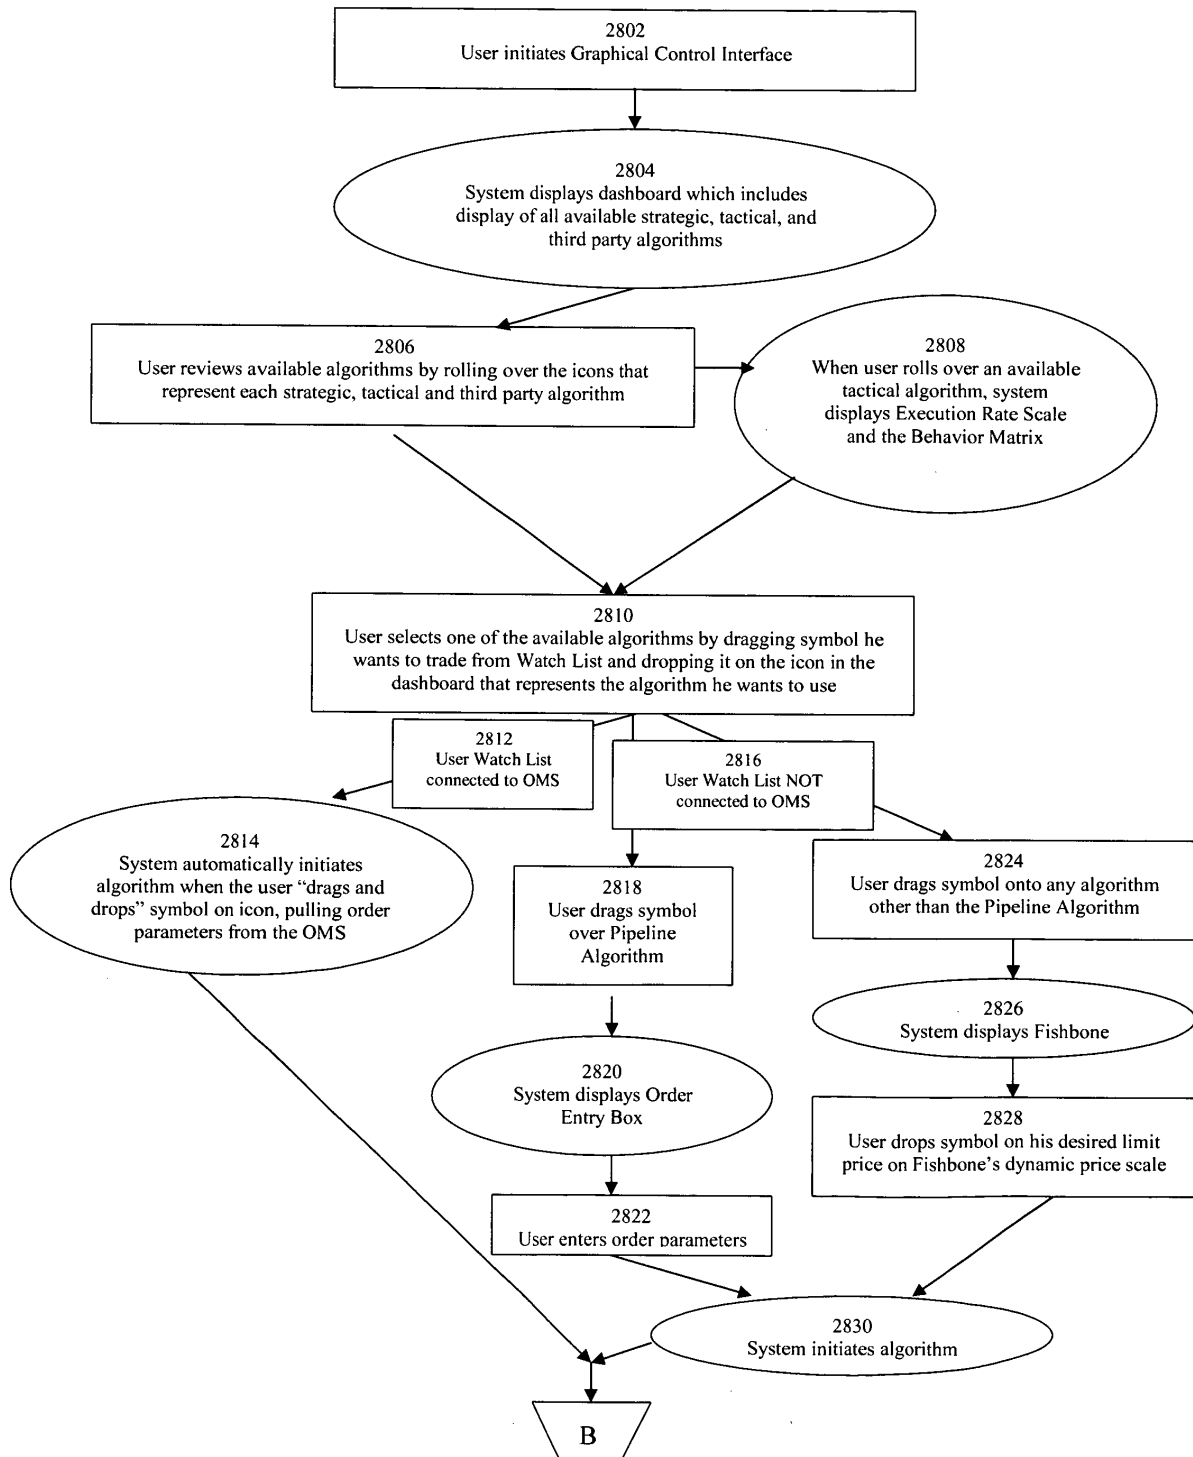 2802
User initiates Graphical Control Interface
2804
System displays dashboard which includes
display of all available strategic, tactical, and
third party algorithms
2806
User reviews available algorithms by rolling over the icons that
represent each strategic, tactical and third party algorithm
2808
When user rolls over an available
tactical algorithm, system
displays Execution Rate Scale
and the Behavior Matrix
2810
User selects one of the available algorithms by dragging symbol he
wants to trade from Watch List and dropping it on the icon in the
dashboard that represents the algorithm he wants to use
2812
User Watch List
connected to OMS
2816
User Watch List NOT
connected to OMS
2814
System automatically initiates
algorithm when the user “drags and
drops” symbol on icon, pulling order
parameters from the OMS
2818
User drags symbol
over Pipeline
Algorithm
2824
User drags symbol onto any algorithm
other than the Pipeline Algorithm
2826
System displays Fishbone
2820
System displays Order
Entry Box
2828
User drops symbol on his desired limit
price on Fishbone’s dynamic price scale
2822
User enters order parameters
2830
System initiates algorithm
B